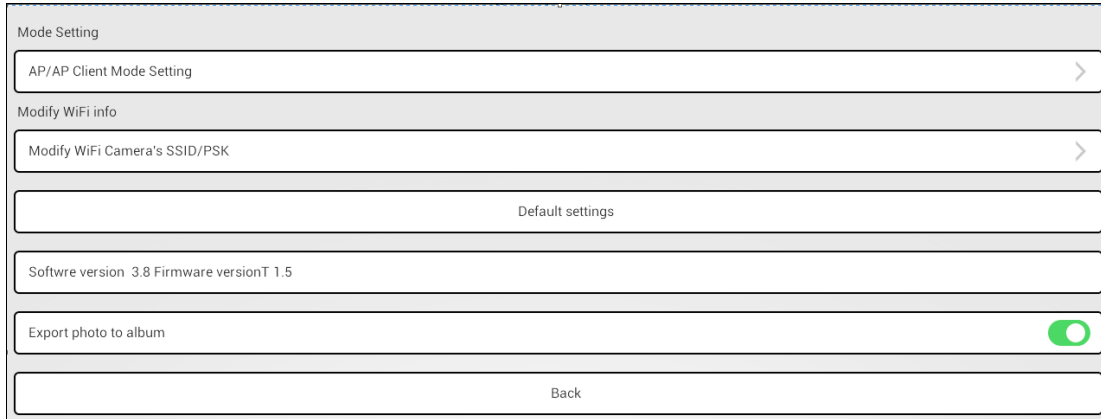 Mode Setting
AP/AP Client Mode Setting
Modify WiFi info
Modify WiFi Camera's SSID/PSK
Default settings
Softwre version  3.8 Firmware versionT 1.5
Export photo to album
Back